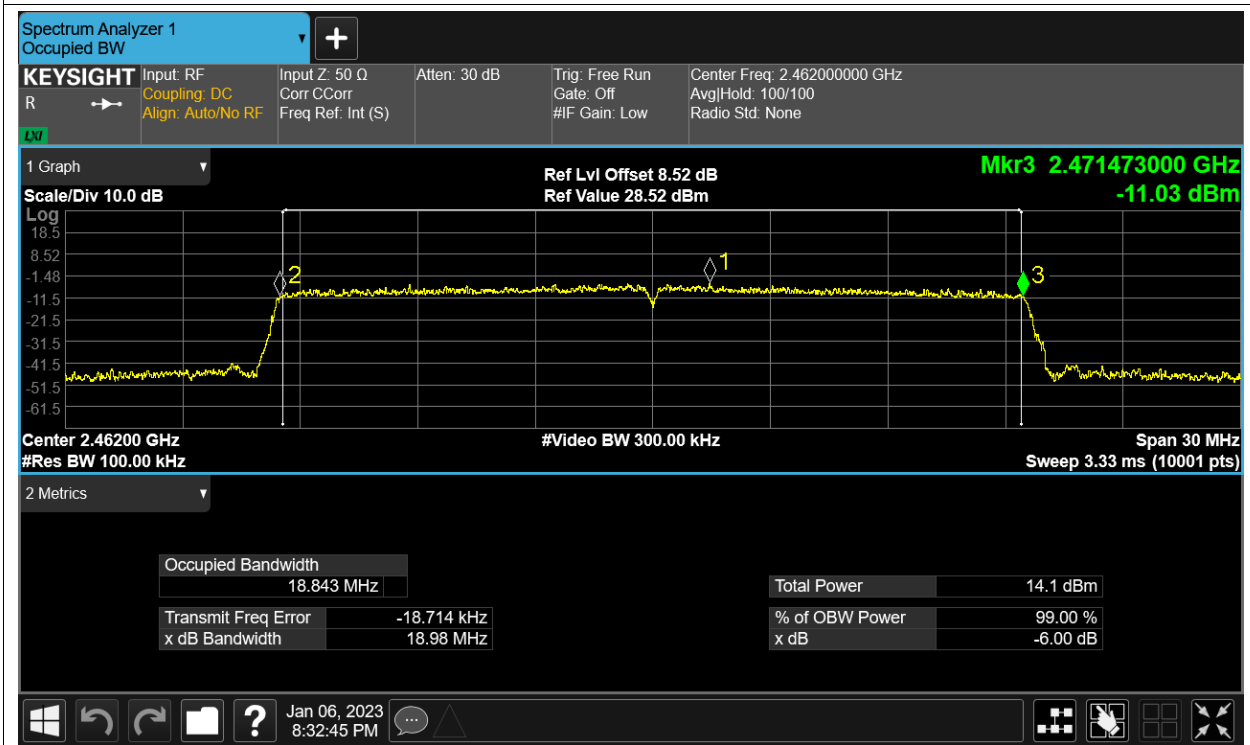 Spectrum Analyzer 1
Occupied BW
KEYSIGHT
R
LXI
Input: RF
Coupling: DC
Align: Auto/No RF
Input Z: 50 Ω
Corr CCorr
Freq Ref: Int (S)
Atten: 30 dB
Trig: Free Run
Gate: Off
#IF Gain: Low
Center Freq: 2.462000000 GHz
Avg|Hold: 100/100
Radio Std: None
1 Graph
Scale/Div 10.0 dB
Ref Lvl Offset 8.52 dB
Ref Value 28.52 dBm
Mkr3 2.471473000 GHz
-11.03 dBm
Log
18.5
8.52
-1.48
-11.5
-21.5
-31.5
-41.5
-51.5
-61.5
2
1
3
Center 2.46200 GHz
#Video BW 300.00 kHz
Span 30 MHz
#Res BW 100.00 kHz
Sweep 3.33 ms (10001 pts)
2 Metrics
Occupied Bandwidth
18.843 MHz
Total Power 14.1 dBm
Transmit Freq Error -18.714 kHz
% of OBW Power 99.00 %
x dB Bandwidth 18.98 MHz
x dB -6.00 dB
?
Jan 06, 2023
8:32:45 PM